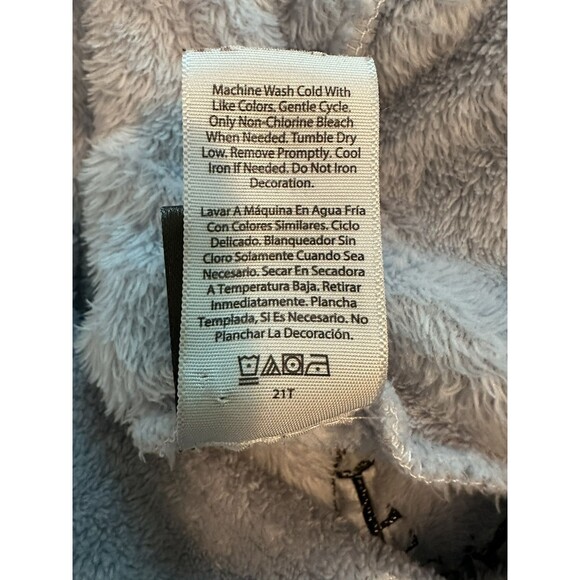 Machine Wash Cold With
Like Colors. Gentle Cycle.
Only Non-Chlorine Bleach
When Needed. Tumble Dry
Low. Remove Promptly. Cool
Iron If Needed. Do Not Iron
Decoration.
Lavar A Máquina En Agua Fría
Con Colores Similares. Ciclo
Delicado. Blanqueador Sin
Cloro Solamente Cuando Sea
Necesario. Secar En Secadora
A Temperatura Baja. Retirar
Inmediatamente. Plancha
Templada, Si Es Necesario. No
Planchar La Decoración.
21T